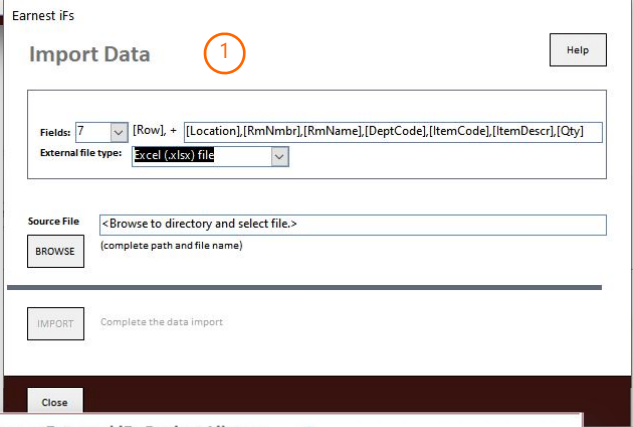 Earnest iFs
Import Data
1
Help
Fields: 7 [Row], + [Location],[RmNmbr],[RmName],[DeptCode],[ItemCode],[ItemDescr],[Qty]
External file type: Excel (.xlsx) file
Source File <Browse to directory and select file.>
BROWSE (complete path and file name)
IMPORT Complete the data import
Close